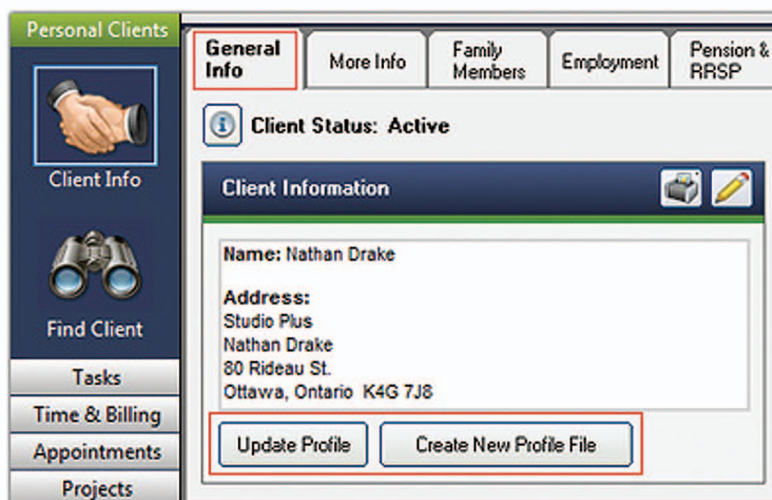 Personal Clients
Client Info
Find Client
Tasks
Time & Billing
Appointments
Projects
General
Info
More Info
Family
Members
Employment
Pension &
RRSP
Client Status: Active
Client Information
Name: Nathan Drake
Address:
Studio Plus
Nathan Drake
80 Rideau St.
Ottawa, Ontario K4G 7J8
Update Profile
Create New Profile File